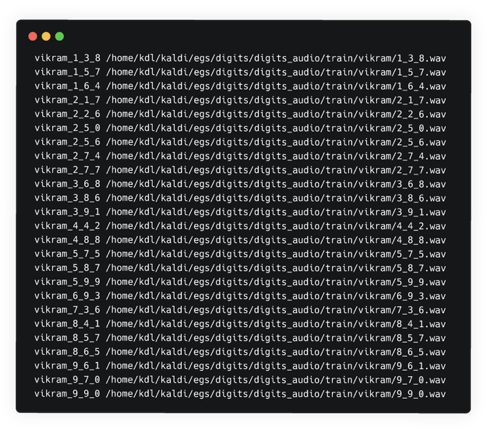 vikram_1_3_8 /home/kdl/kaldi/egs/digits/digits_audio/train/vikram/1_3_8.wav
vikram_1_5_7 /home/kdl/kaldi/egs/digits/digits_audio/train/vikram/1_5_7.wav
vikram_1_6_4 /home/kdl/kaldi/egs/digits/digits_audio/train/vikram/1_6_4.wav
vikram_2_1_7 /home/kdl/kaldi/egs/digits/digits_audio/train/vikram/2_1_7.wav
vikram_2_2_6 /home/kdl/kaldi/egs/digits/digits_audio/train/vikram/2_2_6.wav
vikram_2_5_0 /home/kdl/kaldi/egs/digits/digits_audio/train/vikram/2_5_0.wav
vikram_2_5_6 /home/kdl/kaldi/egs/digits/digits_audio/train/vikram/2_5_6.wav
vikram_2_7_4 /home/kdl/kaldi/egs/digits/digits_audio/train/vikram/2_7_4.wav
vikram_2_7_7 /home/kdl/kaldi/egs/digits/digits_audio/train/vikram/2_7_7.wav
vikram_3_6_8 /home/kdl/kaldi/egs/digits/digits_audio/train/vikram/3_6_8.wav
vikram_3_8_6 /home/kdl/kaldi/egs/digits/digits_audio/train/vikram/3_8_6.wav
vikram_3_9_1 /home/kdl/kaldi/egs/digits/digits_audio/train/vikram/3_9_1.wav
vikram_4_4_2 /home/kdl/kaldi/egs/digits/digits_audio/train/vikram/4_4_2.wav
vikram_4_8_8 /home/kdl/kaldi/egs/digits/digits_audio/train/vikram/4_8_8.wav
vikram_5_7_5 /home/kdl/kaldi/egs/digits/digits_audio/train/vikram/5_7_5.wav
vikram_5_8_7 /home/kdl/kaldi/egs/digits/digits_audio/train/vikram/5_8_7.wav
vikram_5_9_9 /home/kdl/kaldi/egs/digits/digits_audio/train/vikram/5_9_9.wav
vikram_6_9_3 /home/kdl/kaldi/egs/digits/digits_audio/train/vikram/6_9_3.wav
vikram_7_3_6 /home/kdl/kaldi/egs/digits/digits_audio/train/vikram/7_3_6.wav
vikram_8_4_1 /home/kdl/kaldi/egs/digits/digits_audio/train/vikram/8_4_1.wav
vikram_8_5_7 /home/kdl/kaldi/egs/digits/digits_audio/train/vikram/8_5_7.wav
vikram_8_6_5 /home/kdl/kaldi/egs/digits/digits_audio/train/vikram/8_6_5.wav
vikram_9_6_1 /home/kdl/kaldi/egs/digits/digits_audio/train/vikram/9_6_1.wav
vikram_9_7_0 /home/kdl/kaldi/egs/digits/digits_audio/train/vikram/9_7_0.wav
vikram_9_9_0 /home/kdl/kaldi/egs/digits/digits_audio/train/vikram/9_9_0.wav